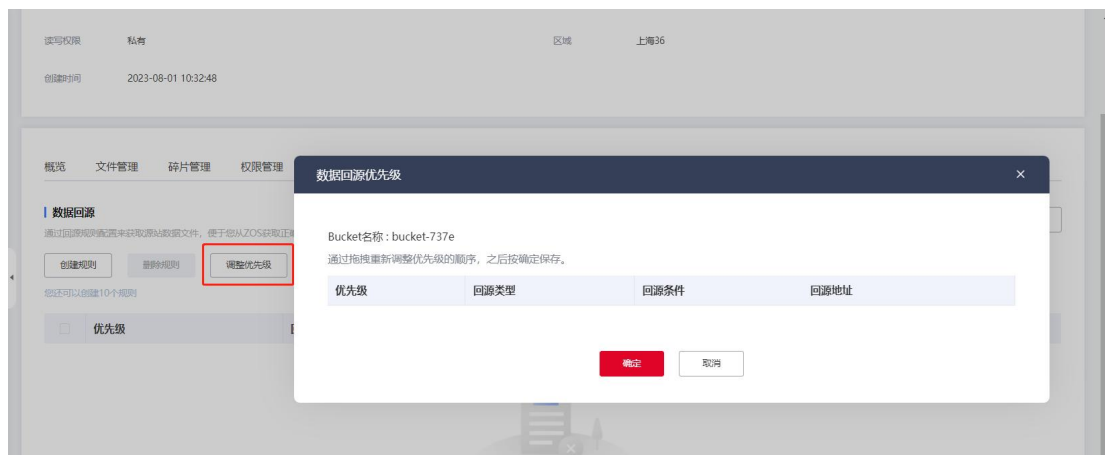 读写权限 私有 区域 上海36
创建时间 2023-08-01 10:32:48
概览 文件管理 碎片管理 权限管理
数据回源优先级
数据回源
通过回源规则配置来获取源站数据文件，便于您从ZOS获取正
Bucket名称 : bucket-737e
创建规则 删除规则 调整优先级
通过拖拽重新调整优先级的顺序，之后按确定保存。
您还可以创建10个规则
优先级 回源类型 回源条件 回源地址
优先级
确定 取消